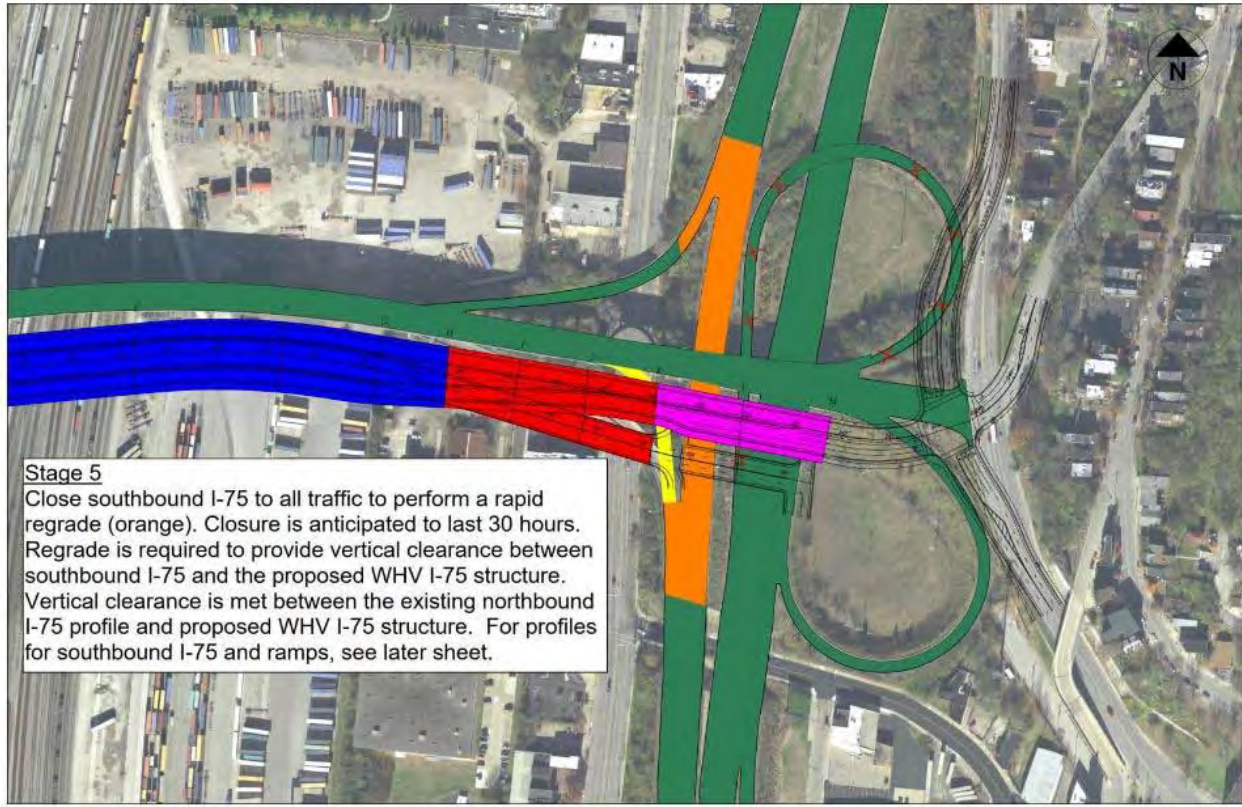 N
Stage 5
Close southbound I-75 to all traffic to perform a rapid
regrade (orange). Closure is anticipated to last 30 hours.
Regrade is required to provide vertical clearance between
southbound I-75 and the proposed WHV I-75 structure.
Vertical clearance is met between the existing northbound
I-75 profile and proposed WHV I-75 structure.  For profiles
for southbound I-75 and ramps, see later sheet.